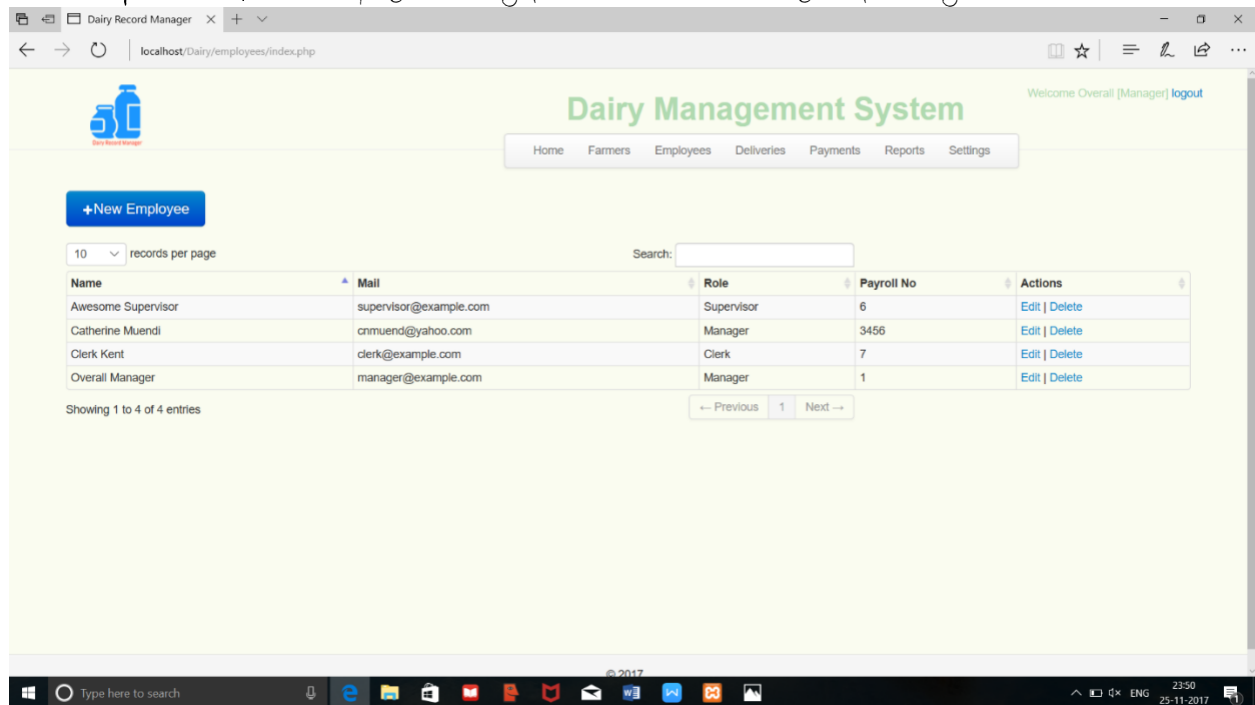 Dairy Record Manager
localhost/Dairy/employees/index.php
Dairy Record Manager
Dairy Management System
Welcome Overall [Manager] logout
Home Farmers Employees Deliveries Payments Reports Settings
+New Employee
10 records per page Search:
Name Mail Role Payroll No Actions
Awesome Supervisor supervisor@example.com Supervisor 6 Edit | Delete
Catherine Muendi cnmuend@yahoo.com Manager 3456 Edit | Delete
Clerk Kent clerk@example.com Clerk 7 Edit | Delete
Overall Manager manager@example.com Manager 1 Edit | Delete
Showing 1 to 4 of 4 entries ← Previous 1 Next →
© 2017
Type here to search ENG 23:50
25-11-2017